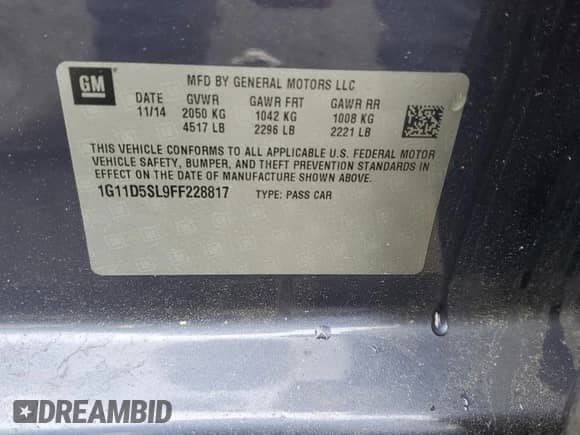 GM
MFD BY GENERAL MOTORS LLC
DATE GVWR GAWR FRT GAWR RR
11/14 2050 KG 1042 KG 1008 KG
4517 LB 2296 LB 2221 LB
THIS VEHICLE CONFORMS TO ALL APPLICABLE U.S. FEDERAL MOTOR
VEHICLE SAFETY, BUMPER, AND THEFT PREVENTION STANDARDS IN
EFFECT ON THE DATE OF MANUFACTURE SHOWN ABOVE.
1G11D5SL9FF228817 TYPE: PASS CAR
DREAMBID